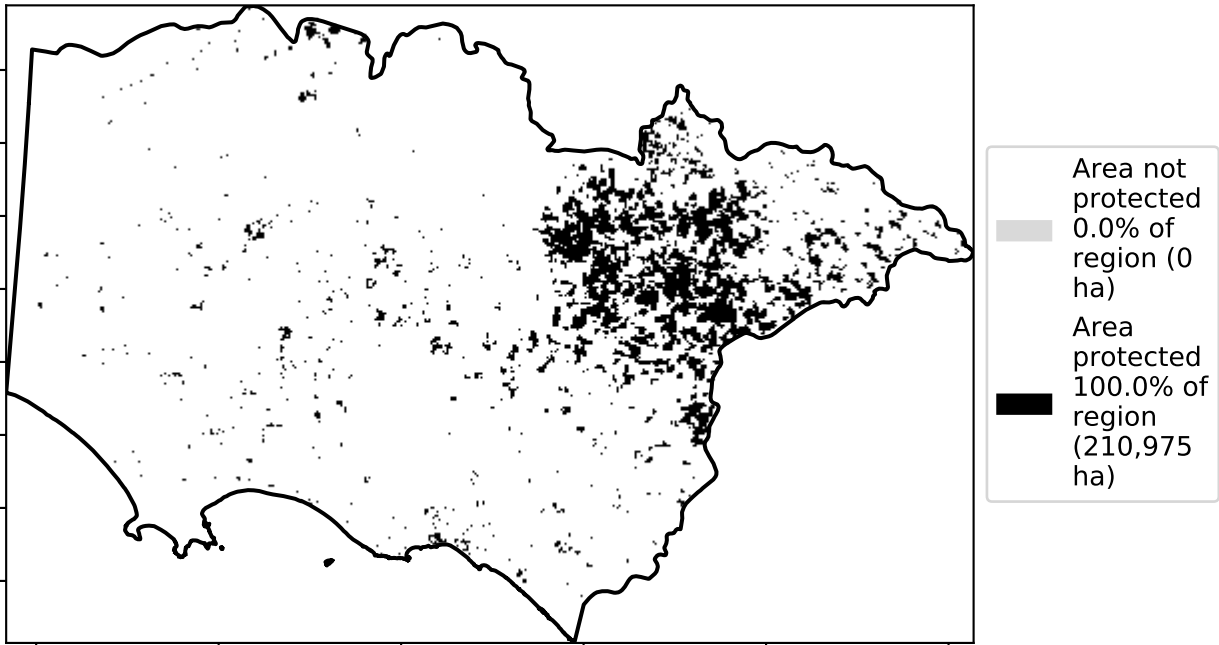 Area not
protected
0.0% of
region (0
ha)
Area
protected
100.0% of
region
(210,975
ha)